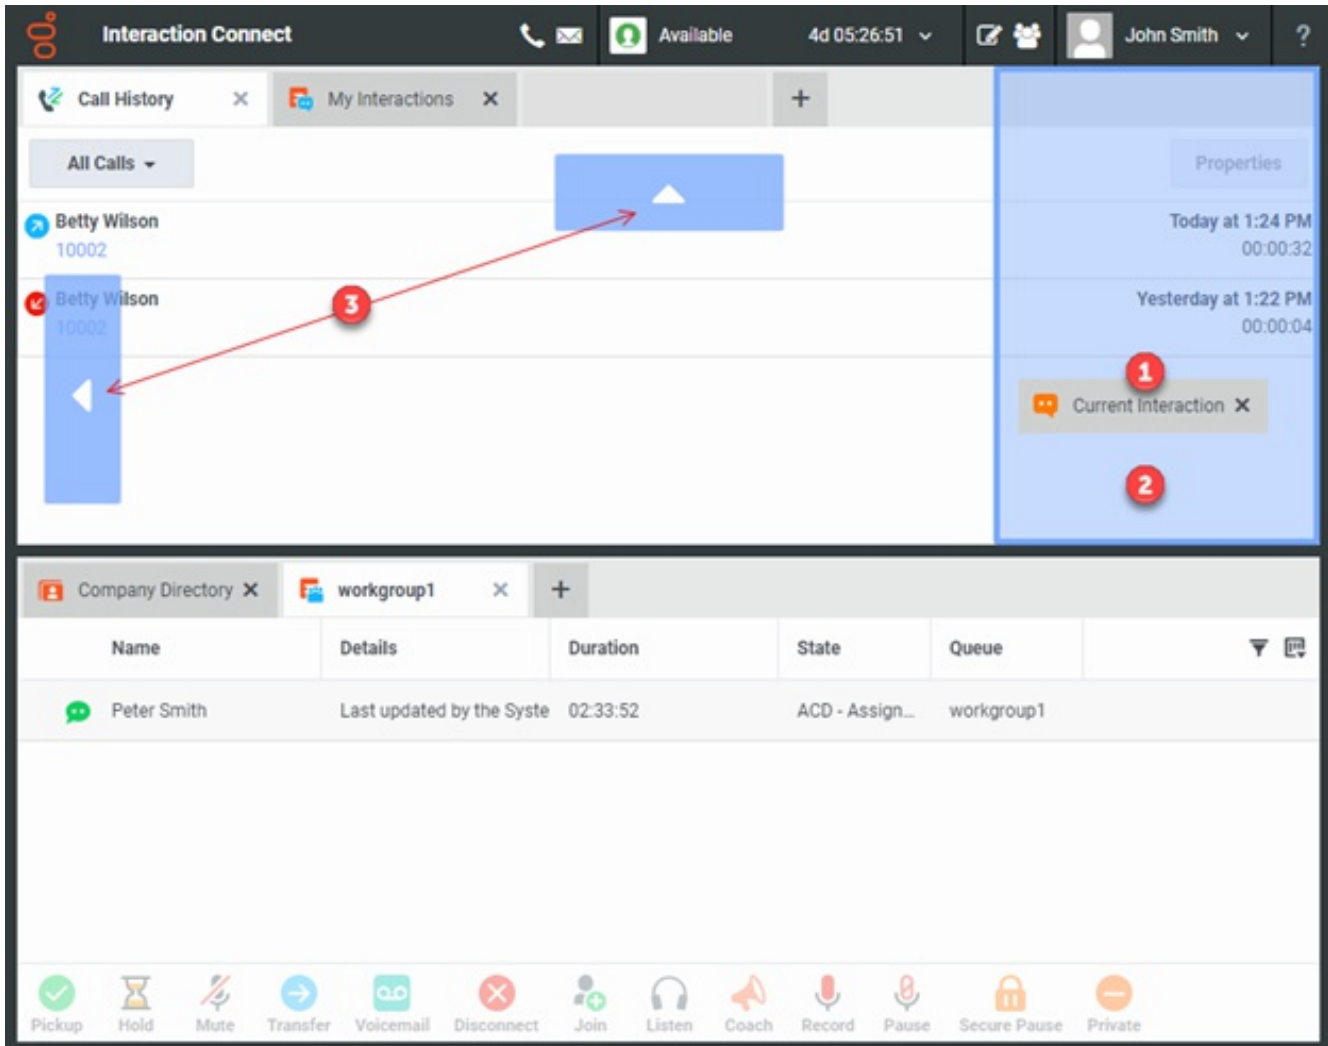 Interaction Connect Available 4d 05:26:51 John Smith ?
Call History My Interactions +
All Calls Properties
Betty Wilson Today at 1:24 PM
10002 00:00:32
Betty Wilson Yesterday at 1:22 PM
10002 00:00:04
3
1
Current Interaction
2
Company Directory workgroup1 +
Name Details Duration State Queue
Peter Smith Last updated by the Syste 02:33:52 ACD - Assign... workgroup1
Pickup Hold Mute Transfer Voicemail Disconnect Join Listen Coach Record Pause Secure Pause Private